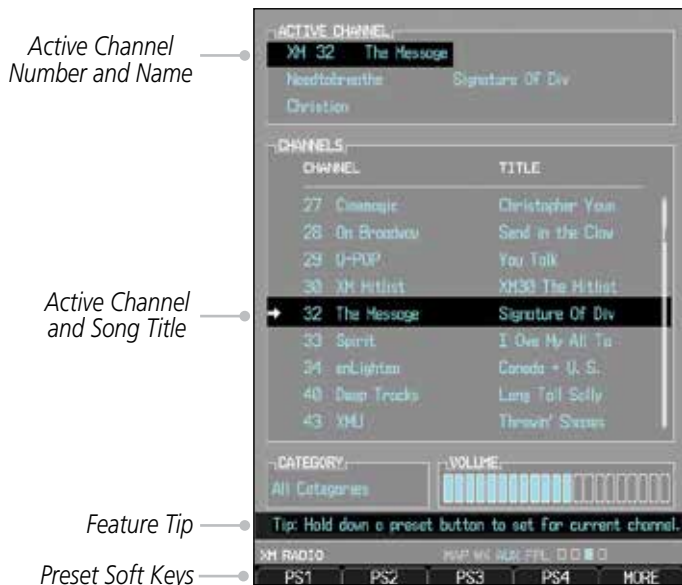 Active Channel
Number and Name
ACTIVE CHANNEL
XM 32 The Message
Needtobreathe Signature Of Div
Christian
CHANNELS
CHANNEL TITLE
27 Cinemagic Christopher Youn
28 On Broadway Send in the Clow
29 U-POP You Talk
30 XM Hitlist XM30 The Hitlist
Active Channel
and Song Title
32 The Message Signature Of Div
33 Spirit I Owe My All To
34 enLighten Canada + U. S.
40 Deep Tracks Long Tall Sally
43 XMU Throwin' Shapes
CATEGORY VOLUME
All Categories
Feature Tip
Tip: Hold down a preset button to set for current channel.
XM RADIO MAP WX AUX FPL
Preset Soft Keys
PS1 PS2 PS3 PS4 MORE